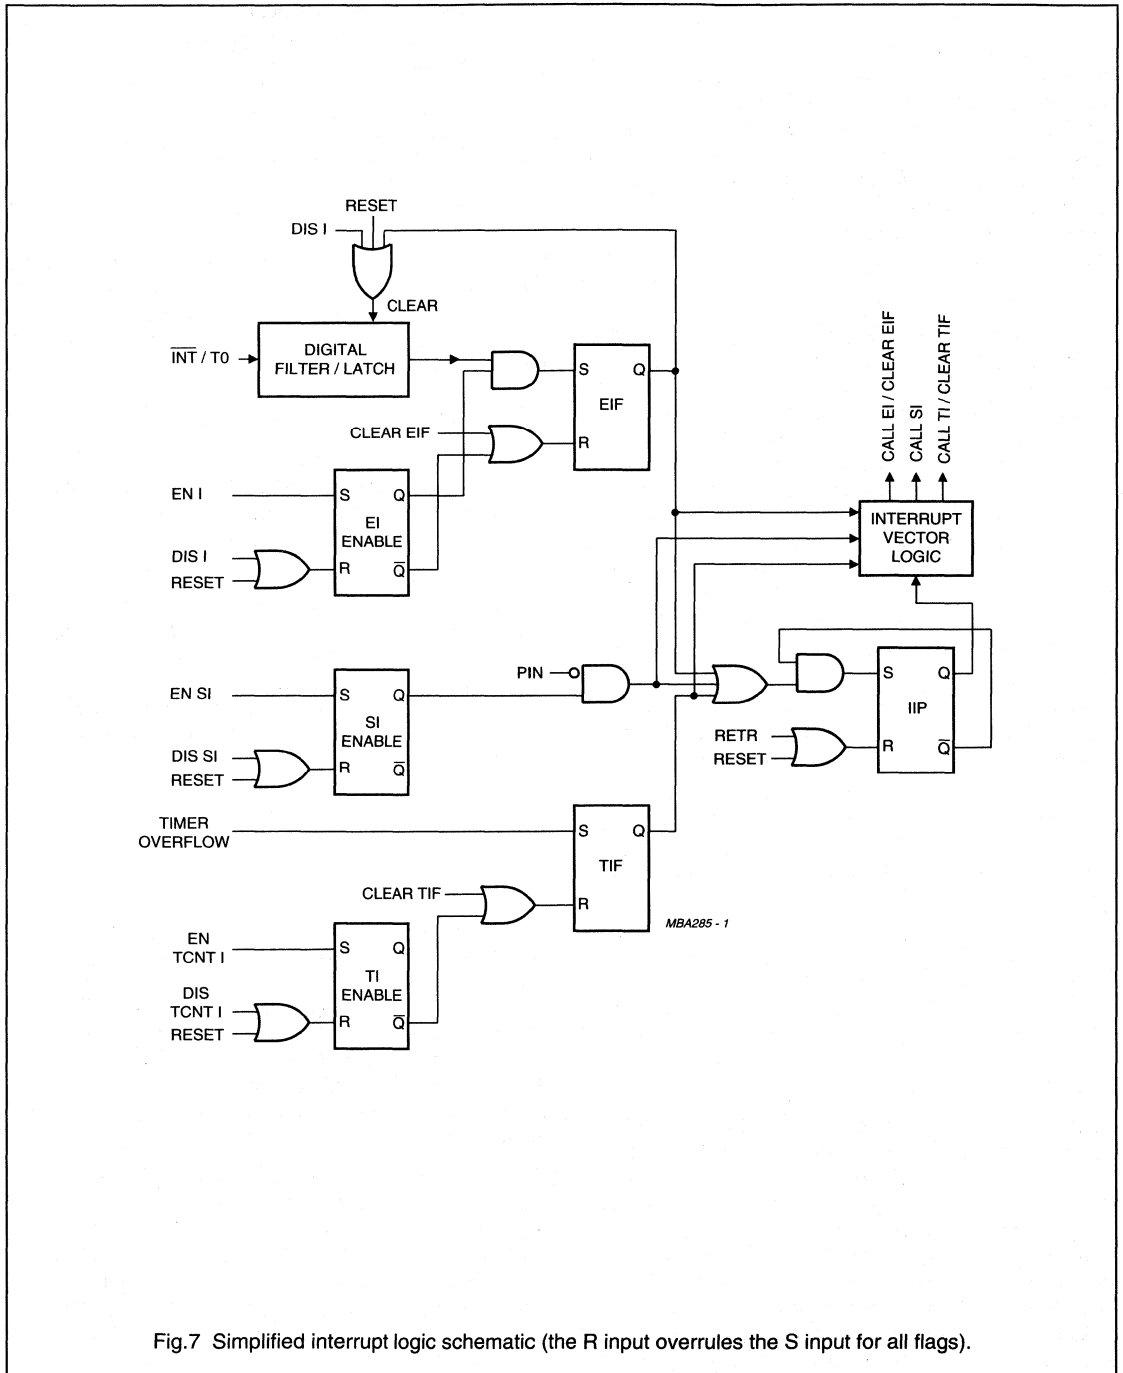 RESET
DIS I
CLEAR
INT / T0
DIGITAL
FILTER / LATCH
S
Q
EIF
R
CLEAR EIF
CALL EI / CLEAR EIF
CALL SI
CALL TI / CLEAR TIF
EN I
S
Q
EI
ENABLE
R
Q
DIS I
RESET
INTERRUPT
VECTOR
LOGIC
PIN
EN SI
S
Q
SI
ENABLE
R
Q
DIS SI
RESET
S
Q
IIP
R
Q
RETR
RESET
TIMER
OVERFLOW
S
Q
TIF
R
CLEAR TIF
MBA285 - 1
EN
TCNT I
S
Q
TI
ENABLE
R
Q
DIS
TCNT I
RESET
Fig.7 Simplified interrupt logic schematic (the R input overrules the S input for all flags).